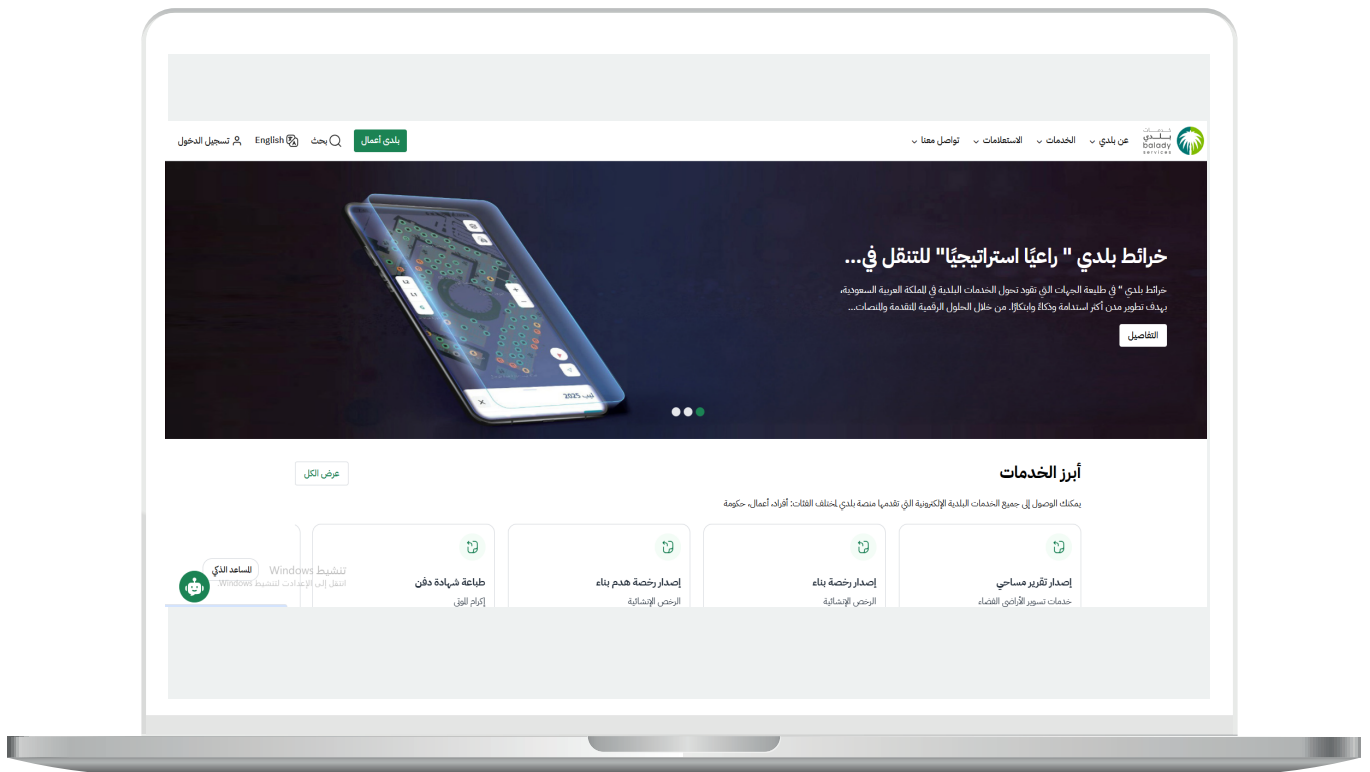 خدمات
بلدي
balady
services
عن بلدي
الخدمات
الاستعلامات
تواصل معنا
بلدي أعمال
بحث
English
تسجيل الدخول
خرائط بلدي " راعيًا استراتيجيًا" للتنقل في...
خرائط بلدي " في طليعة الجهات التي تقود تحول الخدمات البلدية في المملكة العربية السعودية،
بهدف تطوير مدن أكثر استدامة وذكاءً وابتكارًا. من خلال الحلول الرقمية المتقدمة والمنصات...
التفاصيل
2025
أبرز الخدمات
عرض الكل
يمكنك الوصول إلى جميع الخدمات البلدية الإلكترونية التي تقدمها منصة بلدي لمختلف الفئات: أفراد، أعمال، حكومة
إصدار تقرير مساحي
خدمات تسوير الأراضي الفضاء
إصدار رخصة بناء
الرخص الإنشائية
إصدار رخصة هدم بناء
الرخص الإنشائية
طباعة شهادة دفن
إكرام الموتى
المساعد الذكي
تنشيط Windows
انتقل إلى الإعدادات لتنشيط Windows.